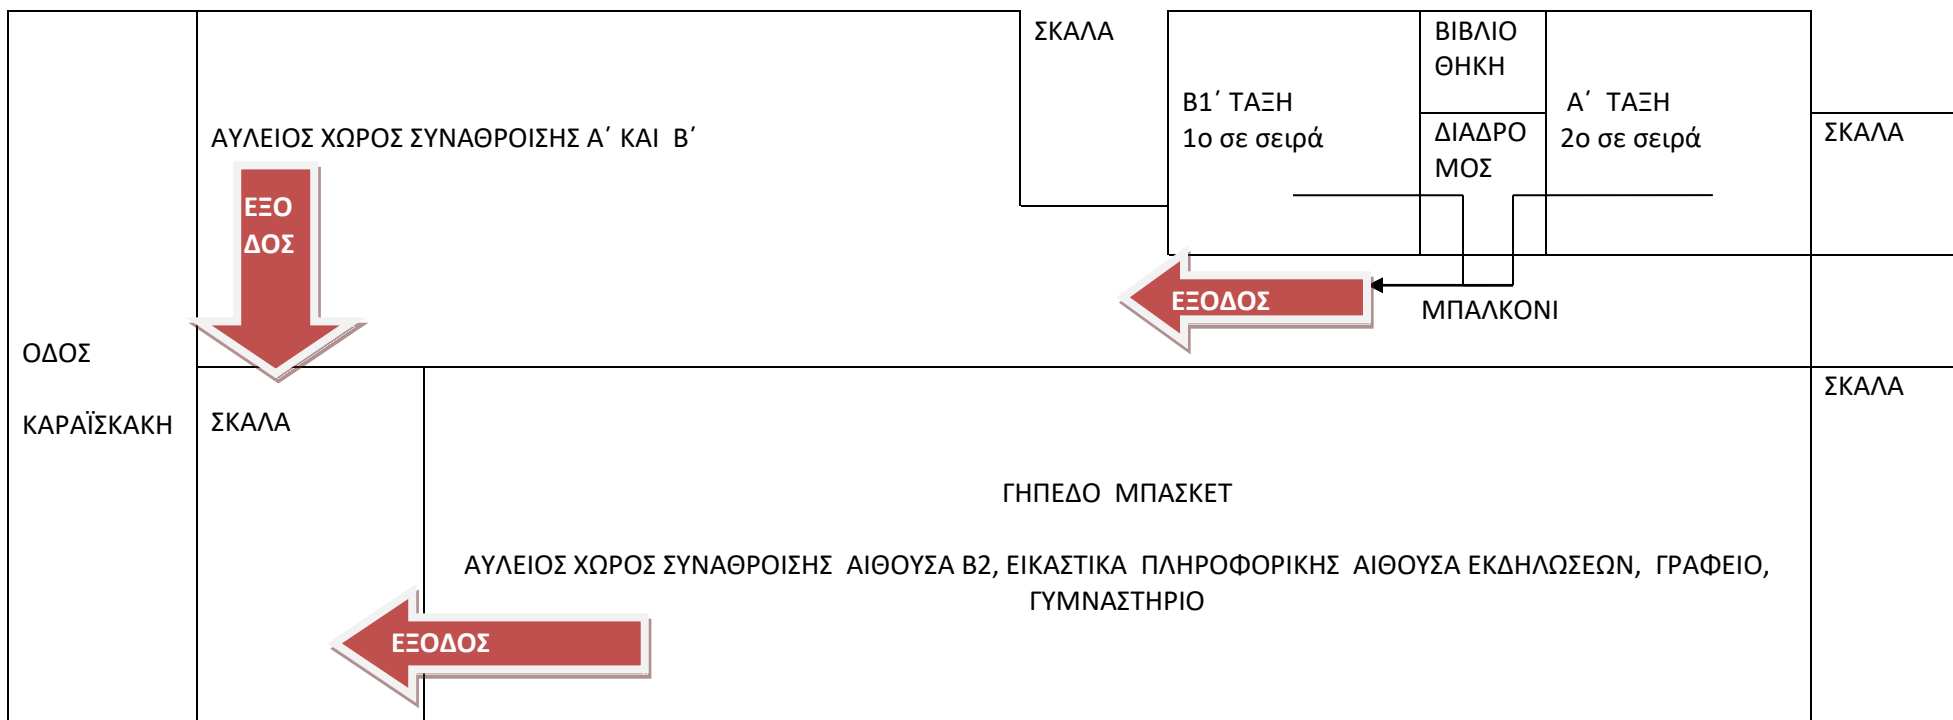 ΣΚΑΛΑ
ΒΙΒΛΙΟ
ΘΗΚΗ
Β1΄ ΤΑΞΗ
1ο σε σειρά
Α΄ ΤΑΞΗ
2ο σε σειρά
ΑΥΛΕΙΟΣ ΧΩΡΟΣ ΣΥΝΑΘΡΟΙΣΗΣ Α΄ ΚΑΙ Β΄
ΔΙΑΔΡΟ
ΜΟΣ
ΣΚΑΛΑ
ΕΞΟ
ΔΟΣ
ΕΞΟΔΟΣ
ΜΠΑΛΚΟΝΙ
ΟΔΟΣ
ΚΑΡΑΪΣΚΑΚΗ
ΣΚΑΛΑ
ΣΚΑΛΑ
ΓΗΠΕΔΟ ΜΠΑΣΚΕΤ
ΑΥΛΕΙΟΣ ΧΩΡΟΣ ΣΥΝΑΘΡΟΙΣΗΣ ΑΙΘΟΥΣΑ Β2, ΕΙΚΑΣΤΙΚΑ ΠΛΗΡΟΦΟΡΙΚΗΣ ΑΙΘΟΥΣΑ ΕΚΔΗΛΩΣΕΩΝ, ΓΡΑΦΕΙΟ,
ΓΥΜΝΑΣΤΗΡΙΟ
ΕΞΟΔΟΣ